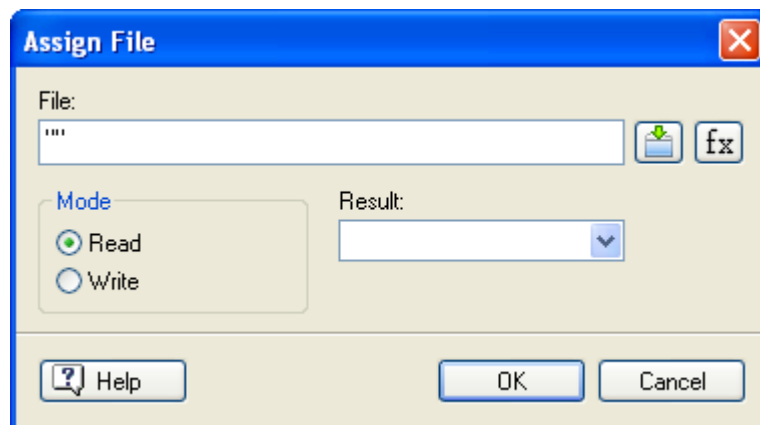 Assign File
File:
""
fx
Mode
Result:
Read
Write
Help
OK
Cancel